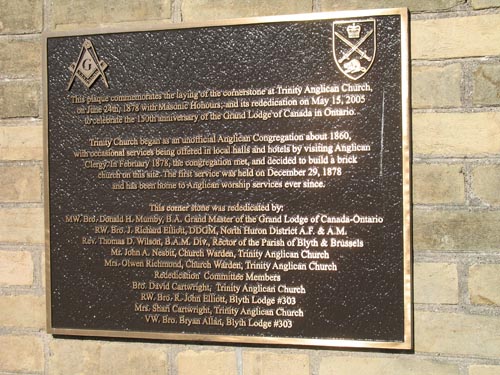 G
This plaque commemorates the laying of the cornerstone at Trinity Anglican Church,
on June 24th, 1878 with Masonic Honours; and its rededication on May 15, 2005
to celebrate the 150th anniversary of the Grand Lodge of Canada in Ontario.
Trinity Church began as an unofficial Anglican Congregation about 1860,
with occasional services being offered in local halls and hotels by visiting Anglican
Clergy. In February 1878, the congregation met, and decided to build a brick
church on this site. The first service was held on December 29, 1878
and has been home to Anglican worship services ever since.
This corner stone was rededicated by:
MW. Bro. Donald H. Mumby, B.A. Grand Master of the Grand Lodge of Canada-Ontario
RW. Bro. J. Richard Elliott, DDGM, North Huron District A.F. & A.M.
Rev. Thomas D. Wilson, B.A.M. Div., Rector of the Parish of Blyth & Brussels
Mr. John A. Nesbit, Church Warden, Trinity Anglican Church
Mrs. Olwen Richmond, Church Warden, Trinity Anglican Church
Rededication Committee Members
Bro. David Cartwright, Trinity Anglican Church
RW. Bro. R. John Elliott, Blyth Lodge #303
Mrs. Shari Cartwright, Trinity Anglican Church
VW. Bro. Bryan Allan, Blyth Lodge #303